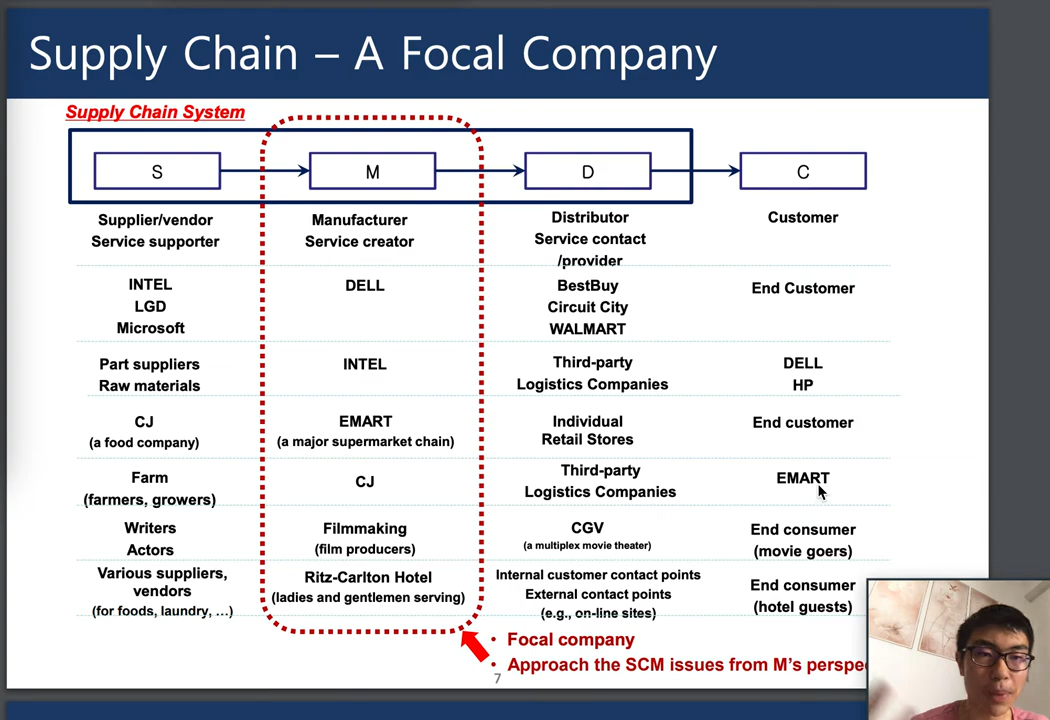 Supply Chain – A Focal Company
Supply Chain System
S
M
D
C
Supplier/vendor
Service supporter
Manufacturer
Service creator
Distributor
Service contact
/provider
Customer
INTEL
LGD
Microsoft
DELL
BestBuy
Circuit City
WALMART
End Customer
Part suppliers
Raw materials
INTEL
Third-party
Logistics Companies
DELL
HP
CJ
(a food company)
EMART
(a major supermarket chain)
Individual
Retail Stores
End customer
Farm
(farmers, growers)
CJ
Third-party
Logistics Companies
EMART
Writers
Actors
Filmmaking
(film producers)
CGV
(a multiplex movie theater)
End consumer
(movie goers)
Various suppliers,
vendors
(for foods, laundry, …)
Ritz-Carlton Hotel
(ladies and gentlemen serving)
Internal customer contact points
External contact points
(e.g., on-line sites)
End consumer
(hotel guests)
• Focal company
• Approach the SCM issues from M's perspe
7